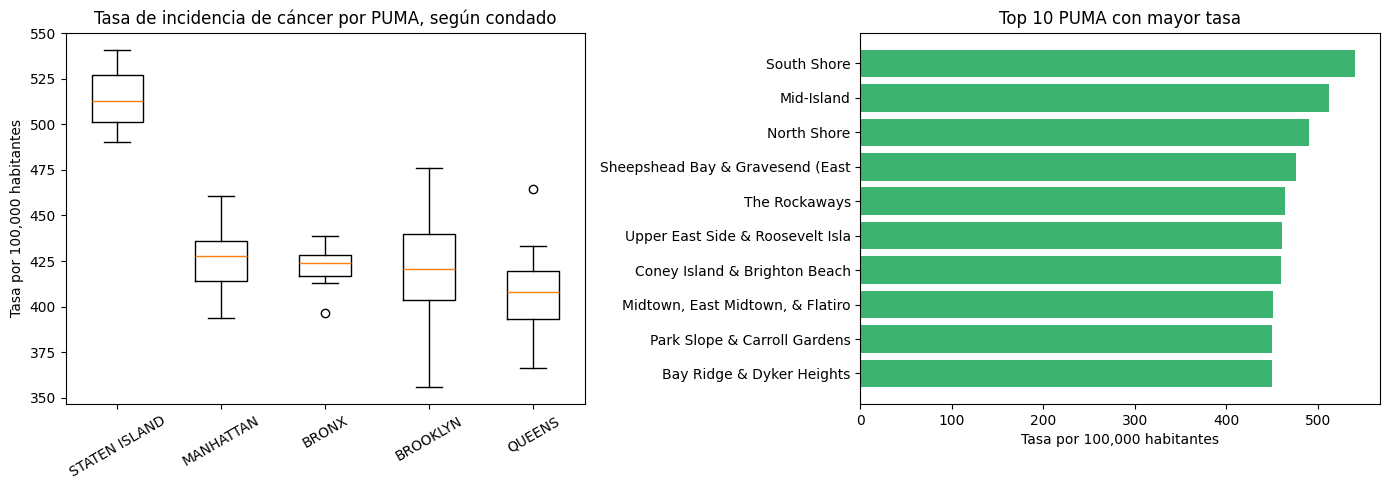 Tasa de incidencia de cáncer por PUMA, según condado
Tasa por 100,000 habitantes
550
525
500
475
450
425
400
375
350
STATEN ISLAND
MANHATTAN
BRONX
BROOKLYN
QUEENS
Top 10 PUMA con mayor tasa
South Shore
Mid-Island
North Shore
Sheepshead Bay & Gravesend (East
The Rockaways
Upper East Side & Roosevelt Isla
Coney Island & Brighton Beach
Midtown, East Midtown, & Flatiro
Park Slope & Carroll Gardens
Bay Ridge & Dyker Heights
0
100
200
300
400
500
Tasa por 100,000 habitantes